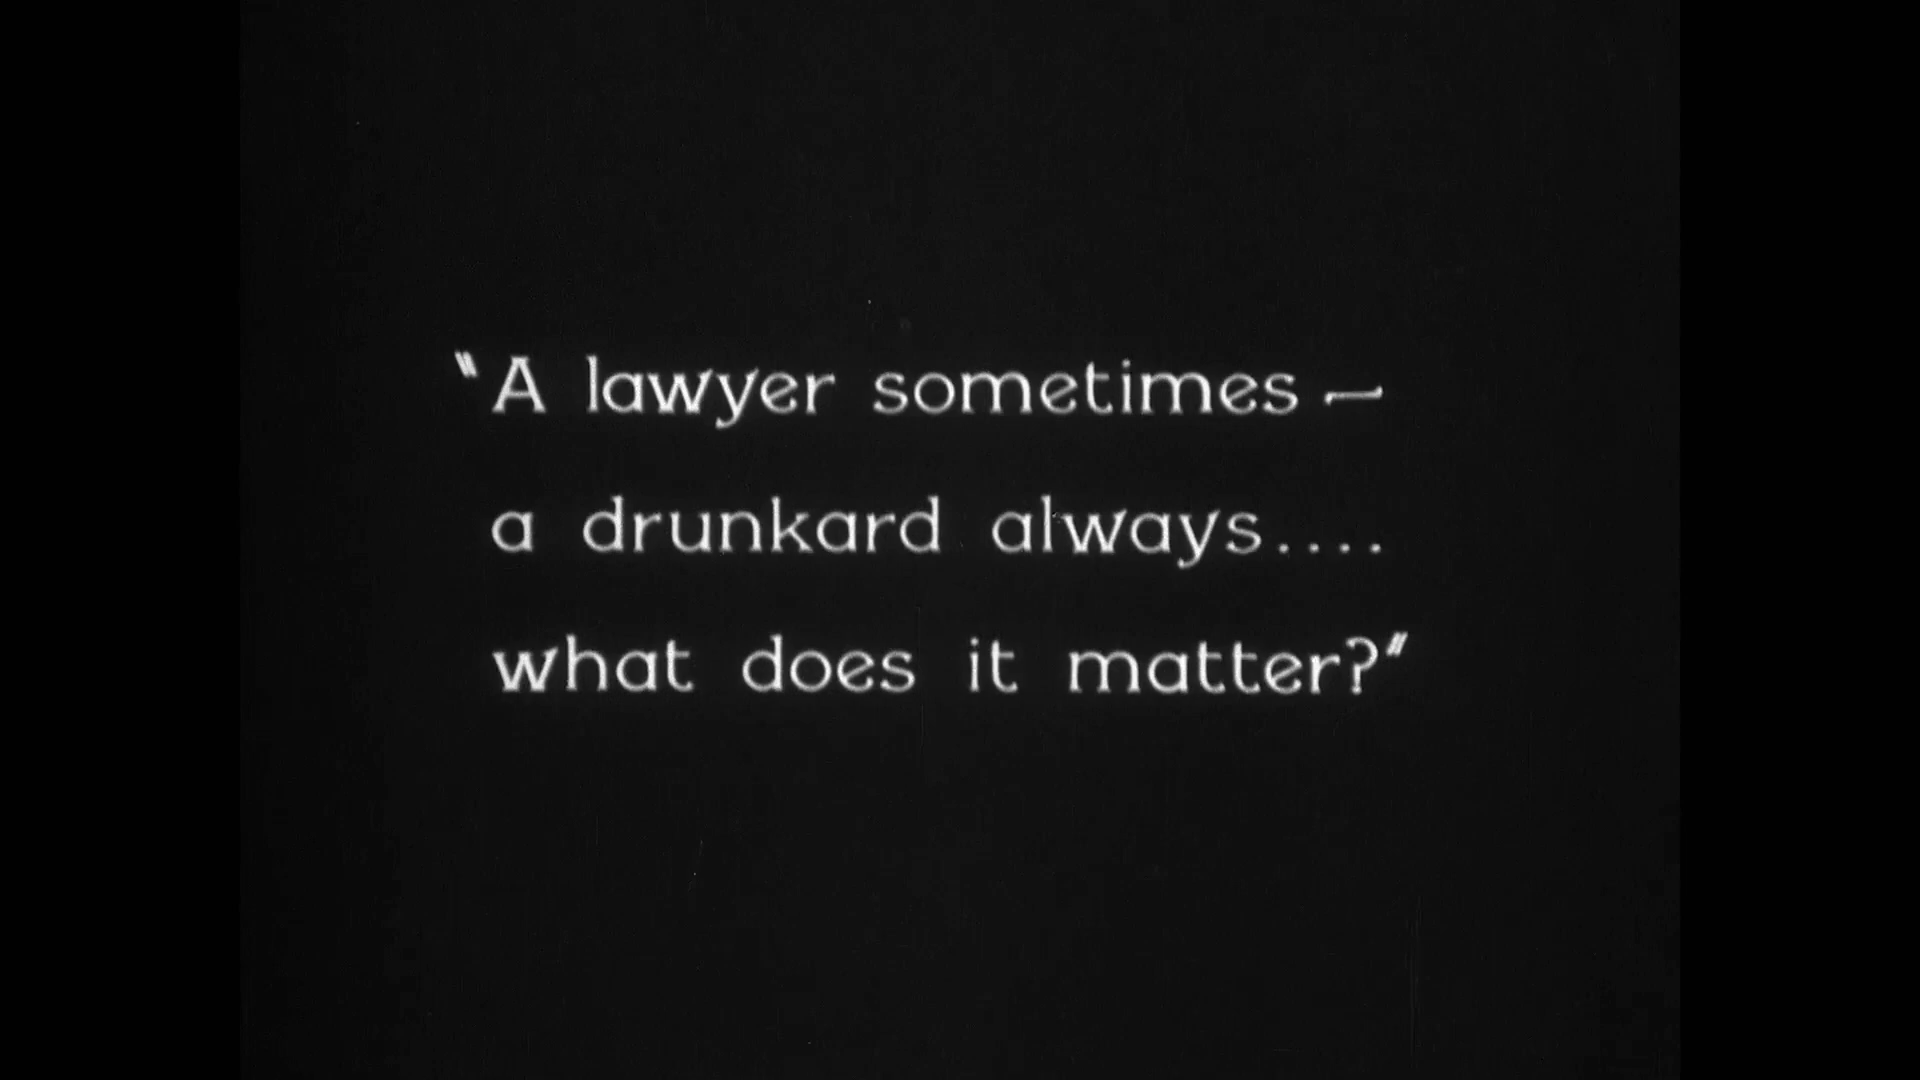 "A lawyer sometimes —
a drunkard always....
what does it matter?"